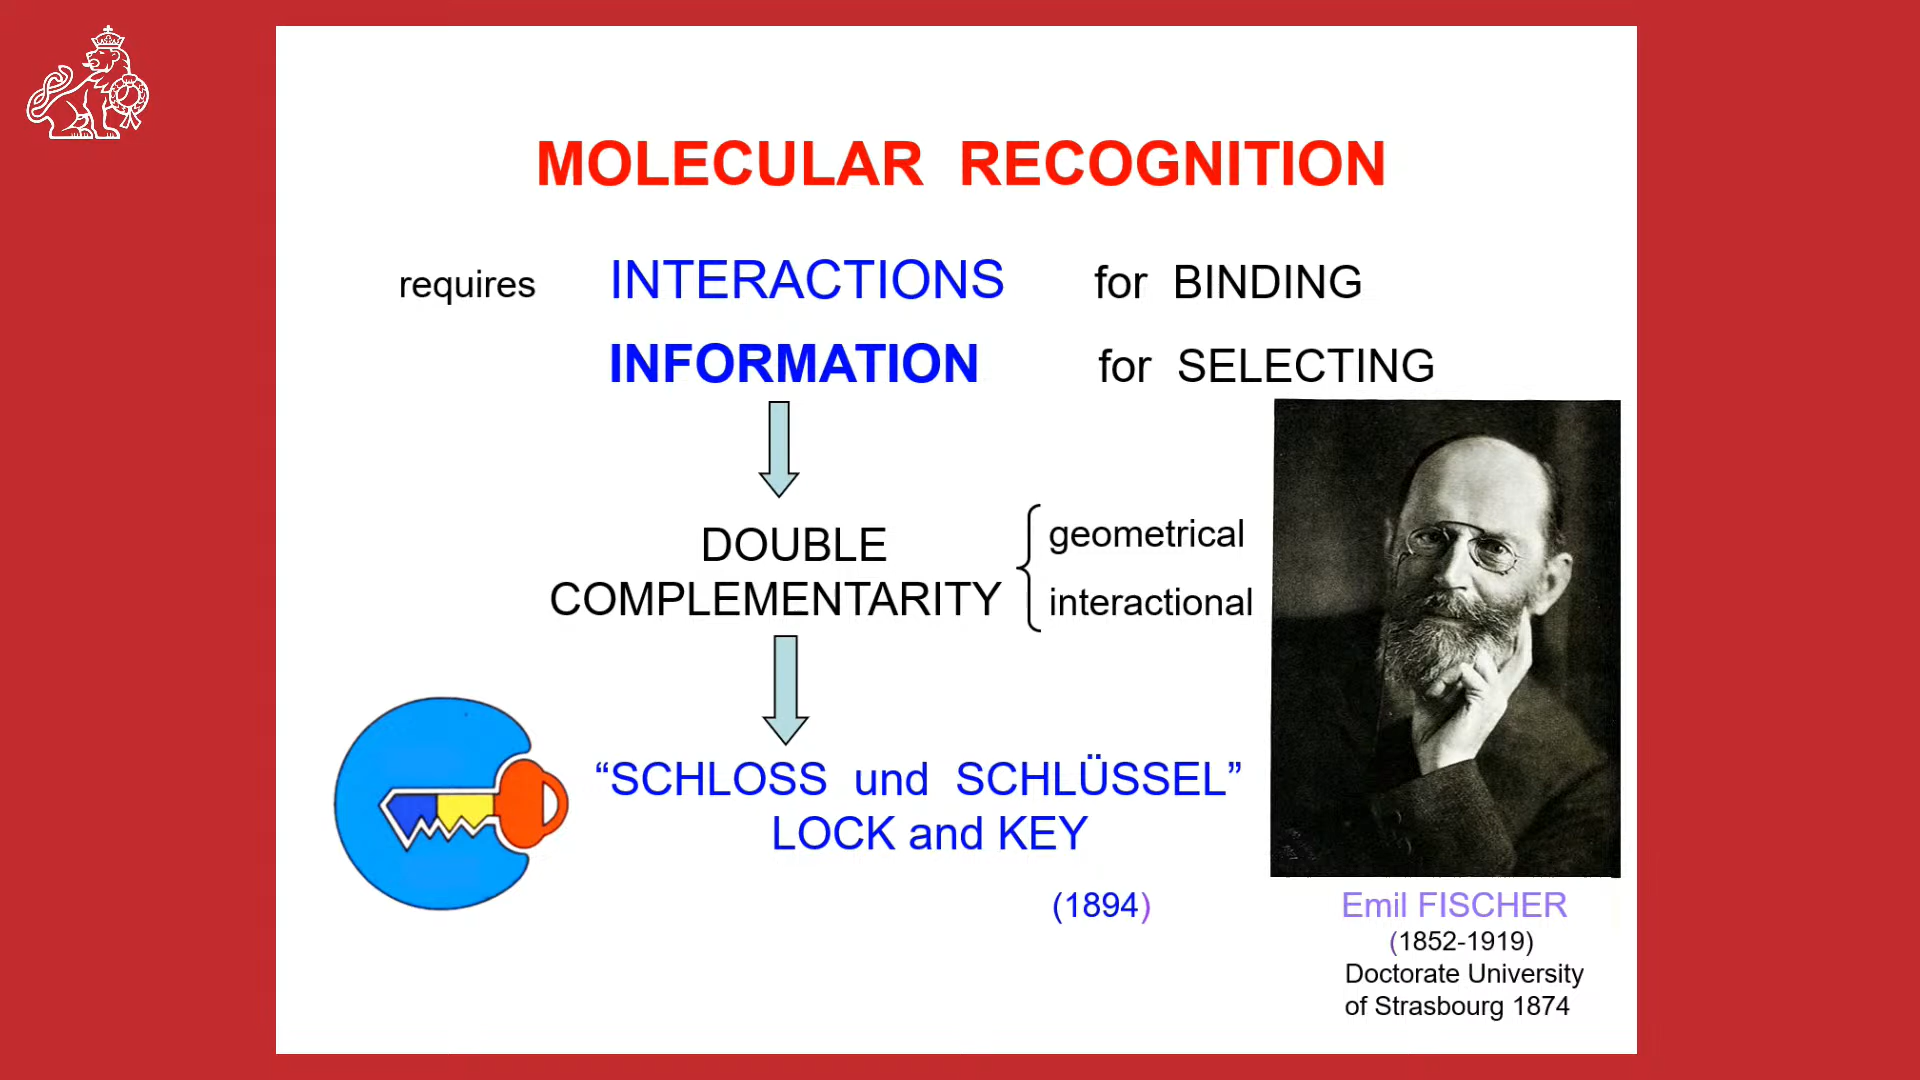 MOLECULAR RECOGNITION
requires INTERACTIONS for BINDING
INFORMATION for SELECTING
DOUBLE
COMPLEMENTARITY
geometrical
interactional
“SCHLOSS und SCHLÜSSEL”
LOCK and KEY
(1894)
Emil FISCHER
(1852-1919)
Doctorate University
of Strasbourg 1874